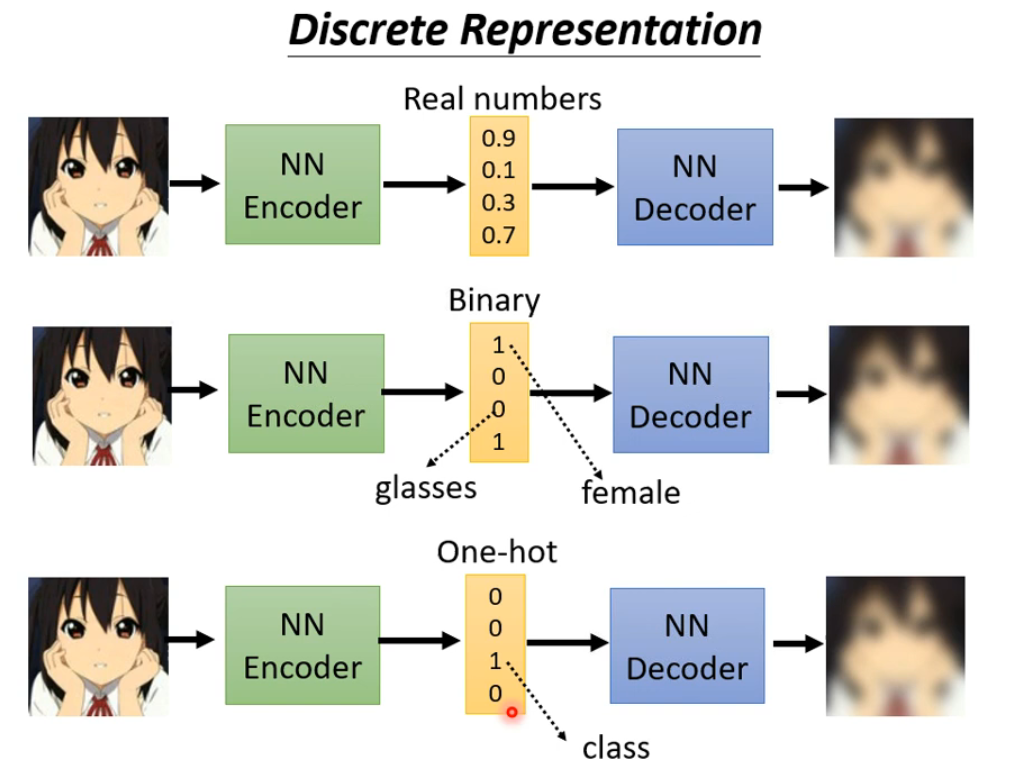 Discrete Representation
Real numbers
NN
Encoder
0.9
0.1
0.3
0.7
NN
Decoder
Binary
NN
Encoder
1
0
0
1
NN
Decoder
glasses
female
One-hot
NN
Encoder
0
0
1
0
NN
Decoder
class